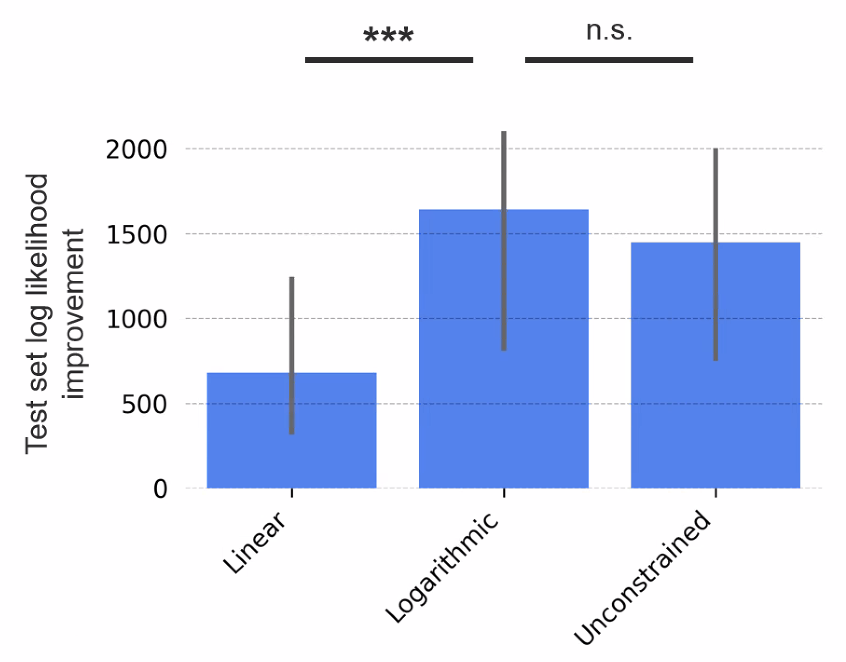 *** n.s.
2000
1500
1000
500
0
Test set log likelihood
improvement
Linear
Logarithmic
Unconstrained